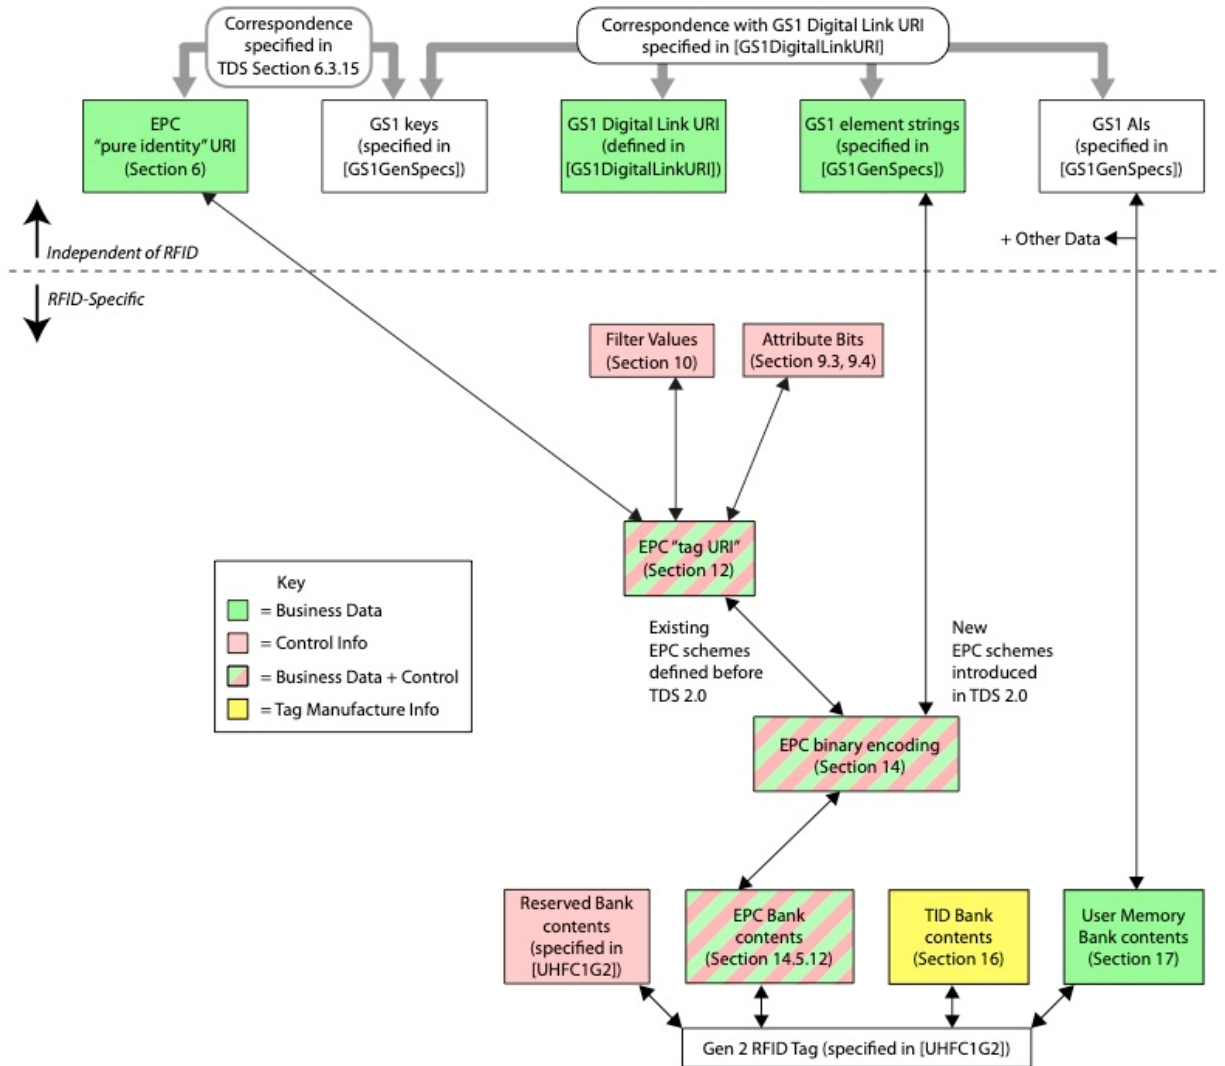 Correspondence
specified in
TDS Section 6.3.15
Correspondence with GS1 Digital Link URI
specified in [GS1DigitalLinkURI]
EPC
“pure identity” URI
(Section 6)
GS1 keys
(specified in
[GS1GenSpecs])
GS1 Digital Link URI
(defined in
[GS1DigitalLinkURI])
GS1 element strings
(specified in
[GS1GenSpecs])
GS1 AIs
(specified in
[GS1GenSpecs])
+ Other Data
Independent of RFID
RFID-Specific
Filter Values
(Section 10)
Attribute Bits
(Section 9.3, 9.4)
EPC “tag URI”
(Section 12)
Key
= Business Data
= Control Info
= Business Data + Control
= Tag Manufacture Info
Existing
EPC schemes
defined before
TDS 2.0
New
EPC schemes
introduced
in TDS 2.0
EPC binary encoding
(Section 14)
Reserved Bank
contents
(specified in
[UHFC1G2])
EPC Bank
contents
(Section 14.5.12)
TID Bank
contents
(Section 16)
User Memory
Bank contents
(Section 17)
Gen 2 RFID Tag (specified in [UHFC1G2])